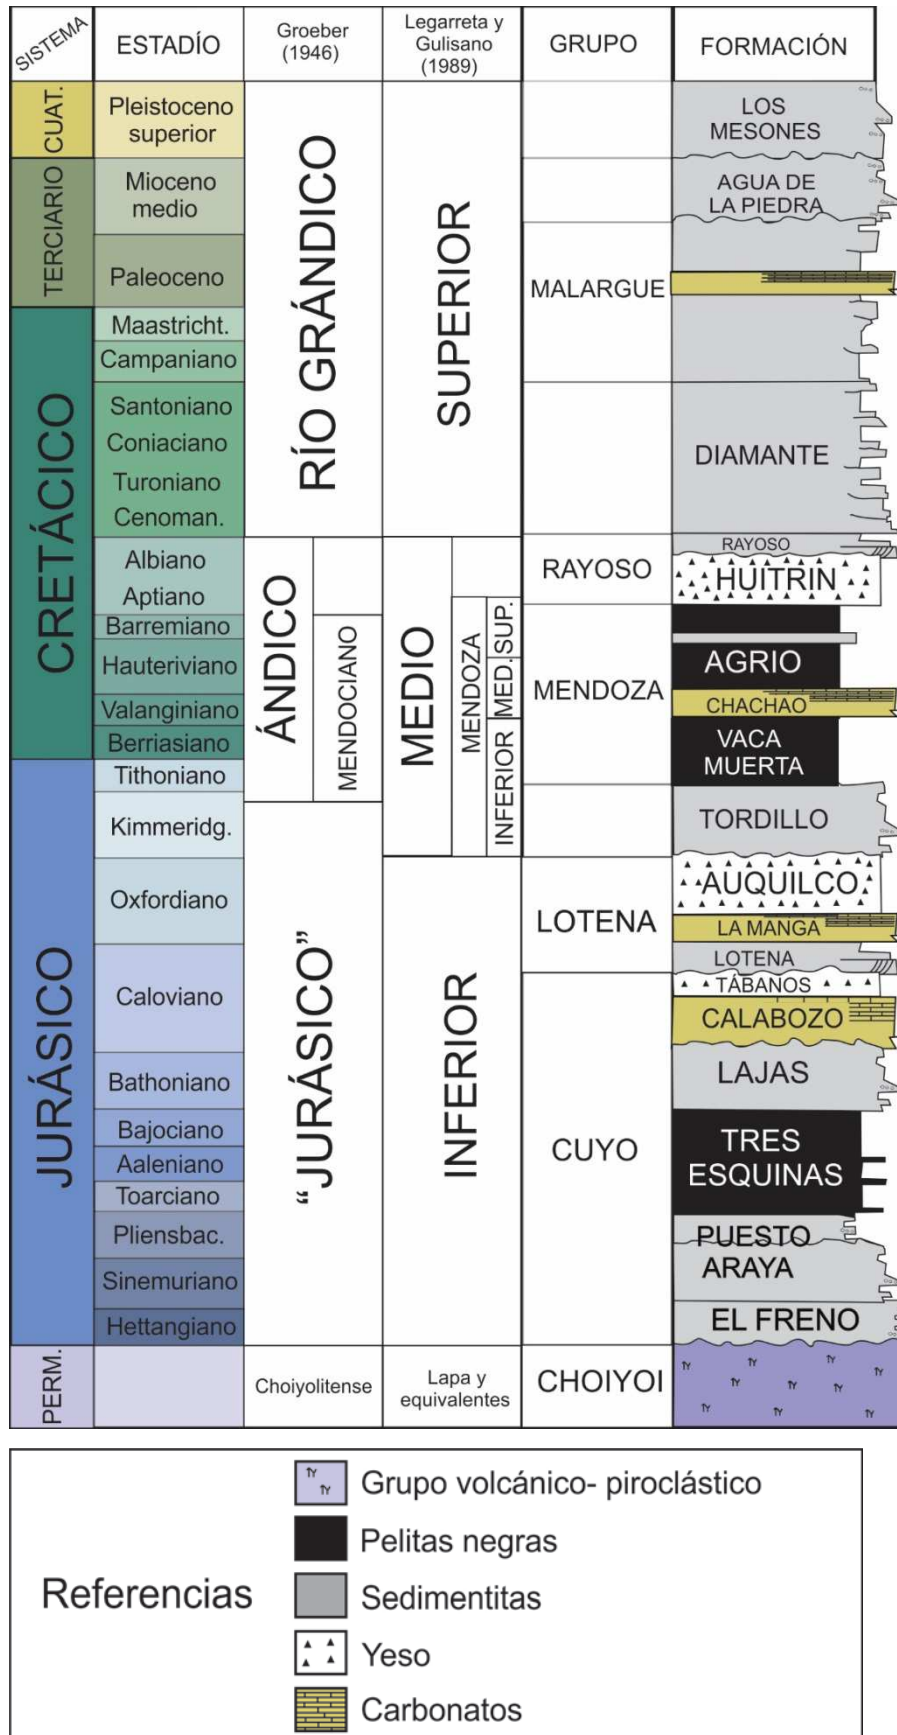 SISTEMA
ESTADÍO
Groeber
(1946)
Legarreta y
Gulisano
(1989)
GRUPO
FORMACIÓN
CUAT.
TERCIARIO
CRETÁCICO
JURÁSICO
PERM.
Pleistoceno
superior
Mioceno
medio
Paleoceno
Maastricht.
Campaniano
Santoniano
Coniaciano
Turoniano
Cenoman.
Albiano
Aptiano
Barremiano
Hauteriviano
Valanginiano
Berriasiano
Tithoniano
Kimmeridg.
Oxfordiano
Caloviano
Bathoniano
Bajociano
Aaleniano
Toarciano
Pliensbac.
Sinemuriano
Hettangiano
RÍO GRÁNDICO
ÁNDICO
MENDOCIANO
“JURÁSICO”
Choiyolitense
SUPERIOR
MEDIO
MENDOZA
SUP.
MED.
INFERIOR
INFERIOR
Lapa y
equivalentes
MALARGUE
RAYOSO
MENDOZA
LOTENA
CUYO
CHOIYOI
LOS
MESONES
AGUA DE
LA PIEDRA
DIAMANTE
RAYOSO
HUITRIN
AGRIO
CHACHAO
VACA
MUERTA
TORDILLO
AUQUILCO
LA MANGA
LOTENA
TÁBANOS
CALABOZO
LAJAS
TRES
ESQUINAS
PUESTO
ARAYA
EL FRENO
Referencias
Grupo volcánico- piroclástico
Pelitas negras
Sedimentitas
Yeso
Carbonatos